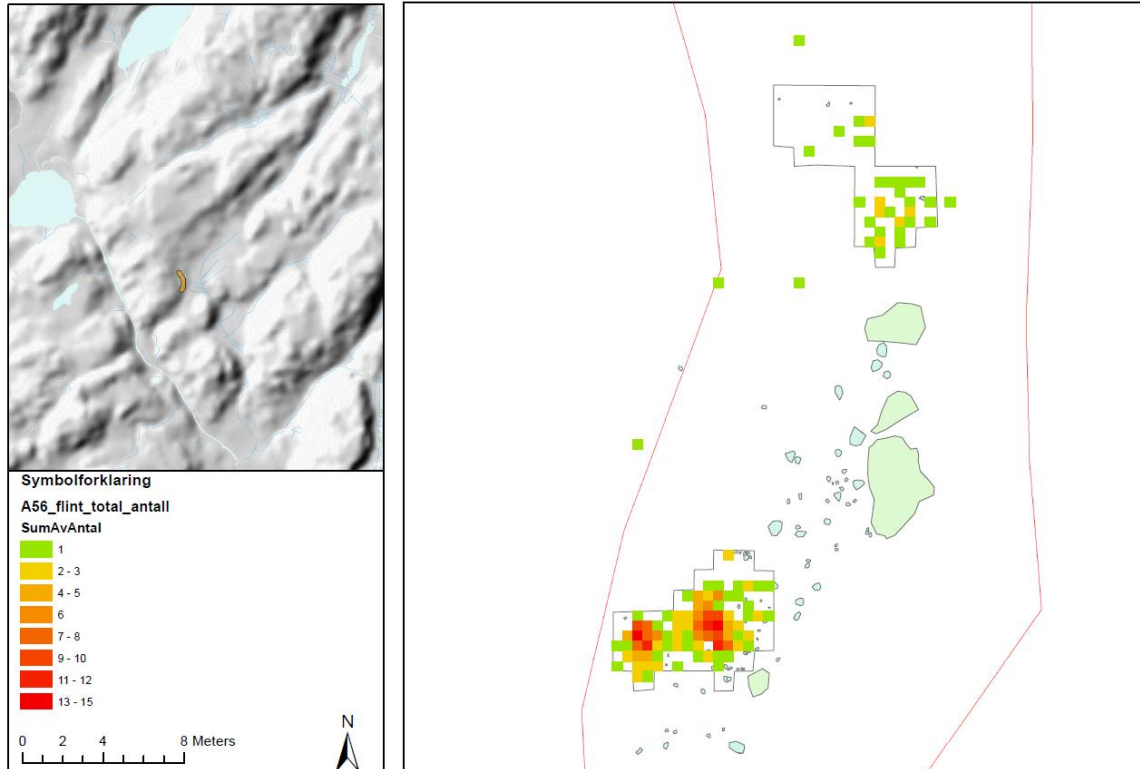 Symbolforklaring
A56_flint_total_antall
SumAvAntal
1
2 - 3
4 - 5
6
7 - 8
9 - 10
11 - 12
13 - 15
N
0 2 4 8 Meters